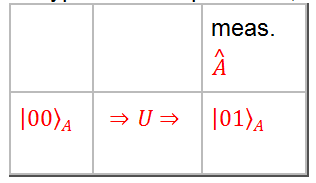 meas.
Â
|00⟩_A ⇒ U ⇒ |01⟩_A